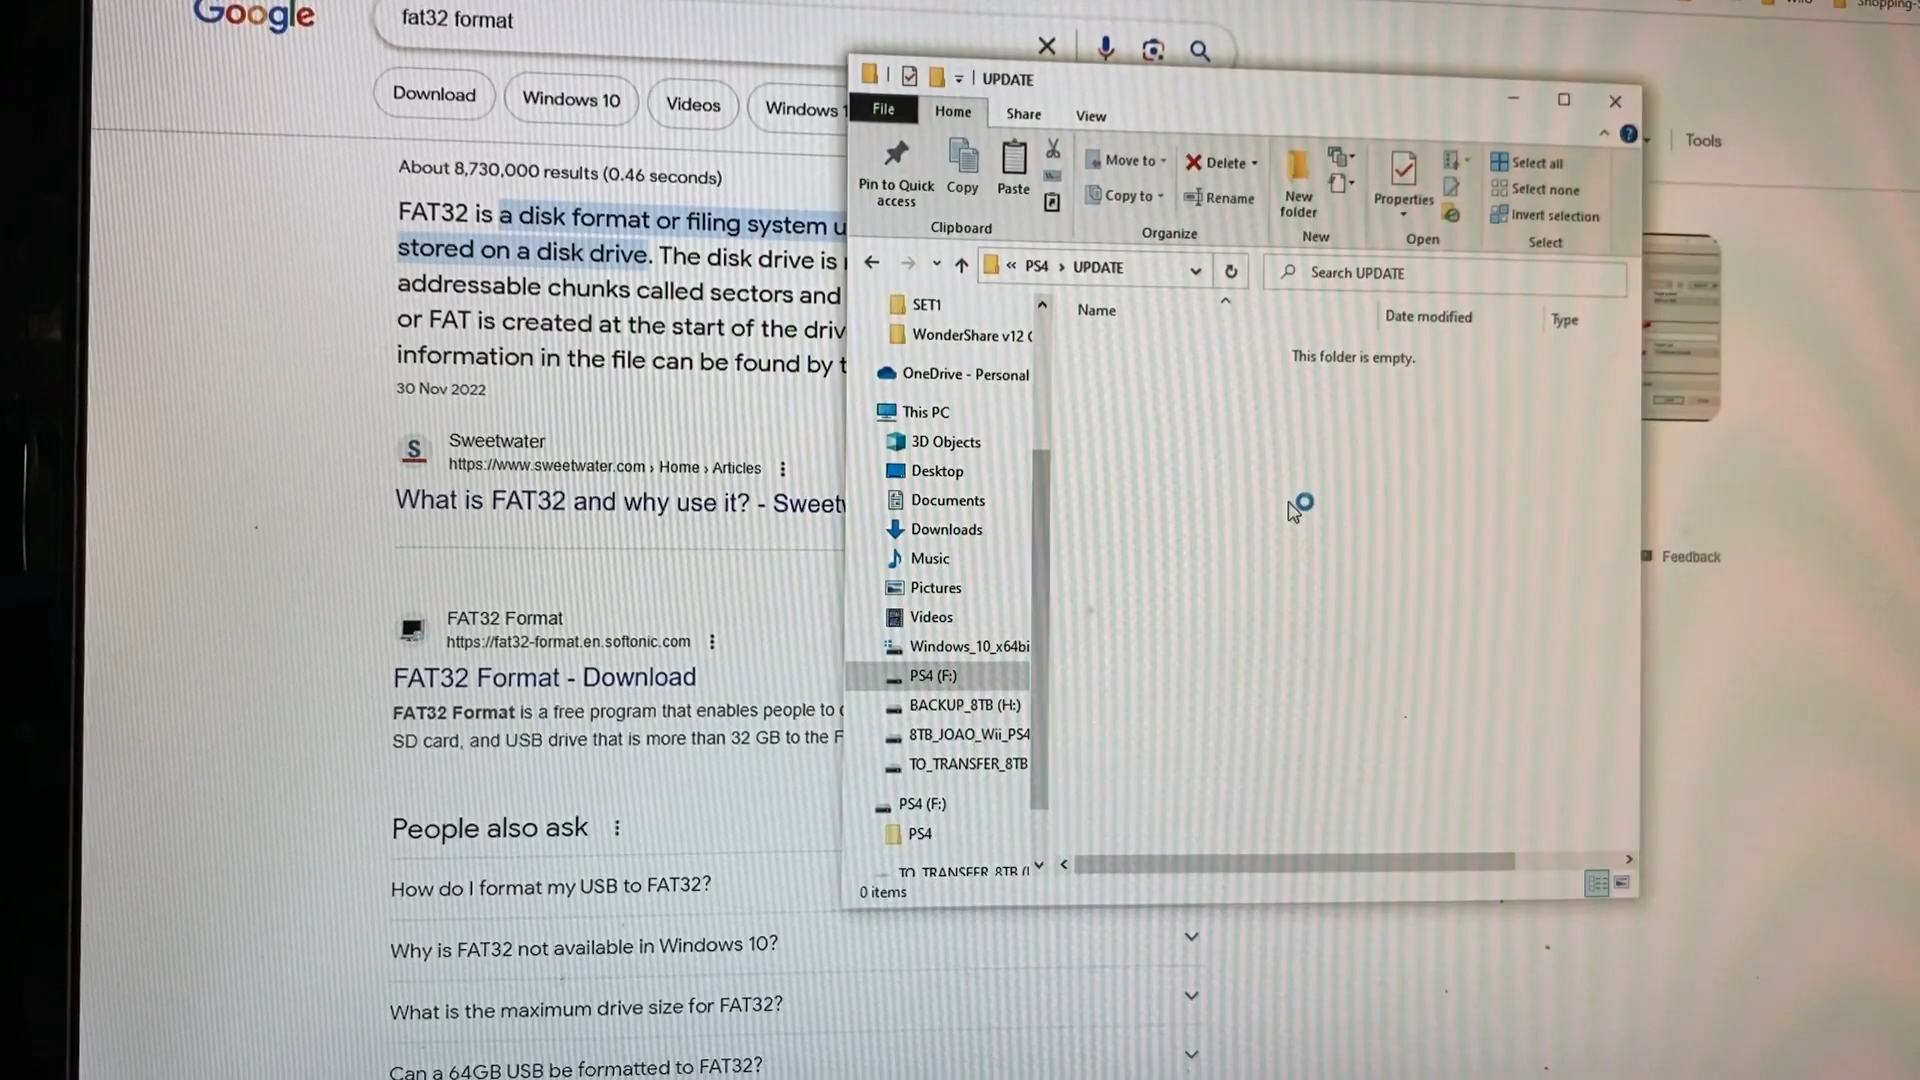 Google
fat32 format
Shopping-
Download
Windows 10
Videos
Windows 1
Tools
About 8,730,000 results (0.46 seconds)
FAT32 is a disk format or filing system u
stored on a disk drive. The disk drive is
addressable chunks called sectors and
or FAT is created at the start of the driv
information in the file can be found by t
30 Nov 2022
Sweetwater
https://www.sweetwater.com › Home › Articles
What is FAT32 and why use it? - Sweetw
FAT32 Format
https://fat32-format.en.softonic.com
FAT32 Format - Download
FAT32 Format is a free program that enables people to
SD card, and USB drive that is more than 32 GB to the F
People also ask
How do I format my USB to FAT32?
Why is FAT32 not available in Windows 10?
What is the maximum drive size for FAT32?
Can a 64GB USB be formatted to FAT32?
Feedback
UPDATE
File
Home
Share
View
Pin to Quick
access
Copy
Paste
Clipboard
Move to
Copy to
Delete
Rename
Organize
New
folder
New
Properties
Open
Select all
Select none
Invert selection
Select
« PS4 › UPDATE
Search UPDATE
SET1
WonderShare v12 (
OneDrive - Personal
This PC
3D Objects
Desktop
Documents
Downloads
Music
Pictures
Videos
Windows_10_x64bi
PS4 (F:)
BACKUP_8TB (H:)
8TB_JOAO_Wii_PS4
TO_TRANSFER_8TB
PS4 (F:)
PS4
TO_TRANSFER_8TB (I
Name
Date modified
Type
This folder is empty.
0 items